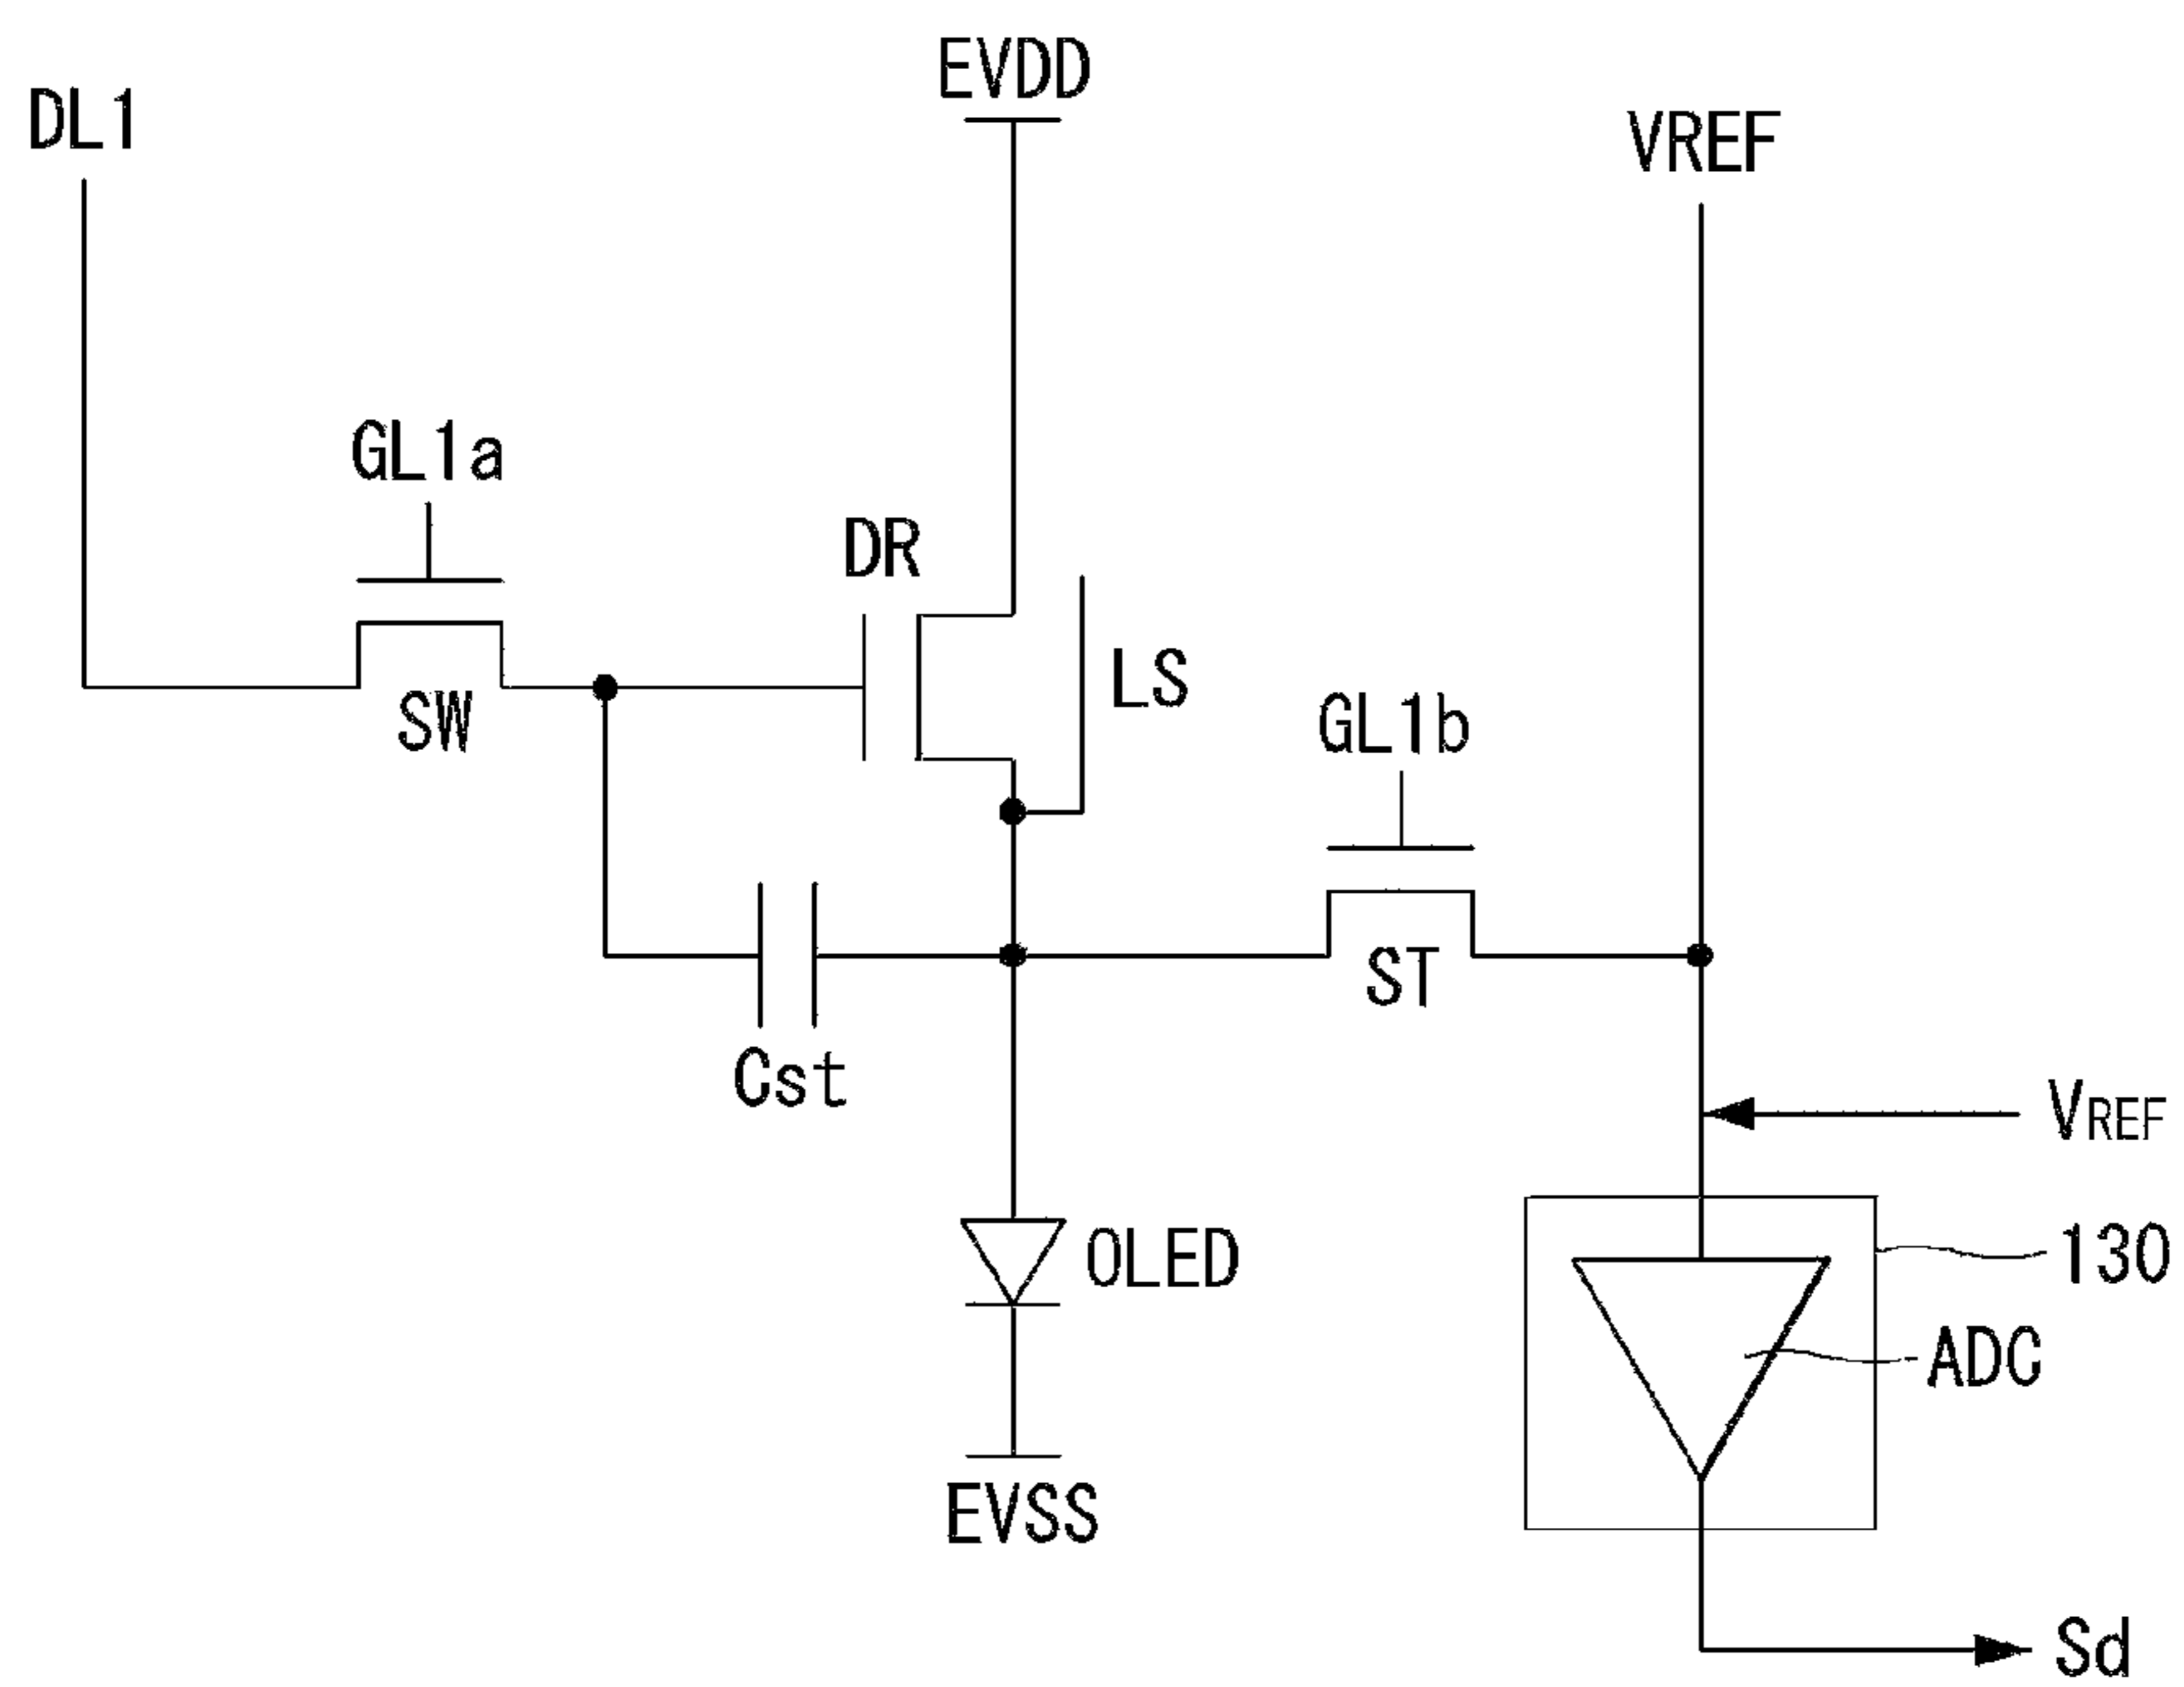 EVDD
DL1
VREF
GL1a
DR
LS
SW
GL1b
ST
Cst
VREF
OLED
130
ADC
EVSS
Sd